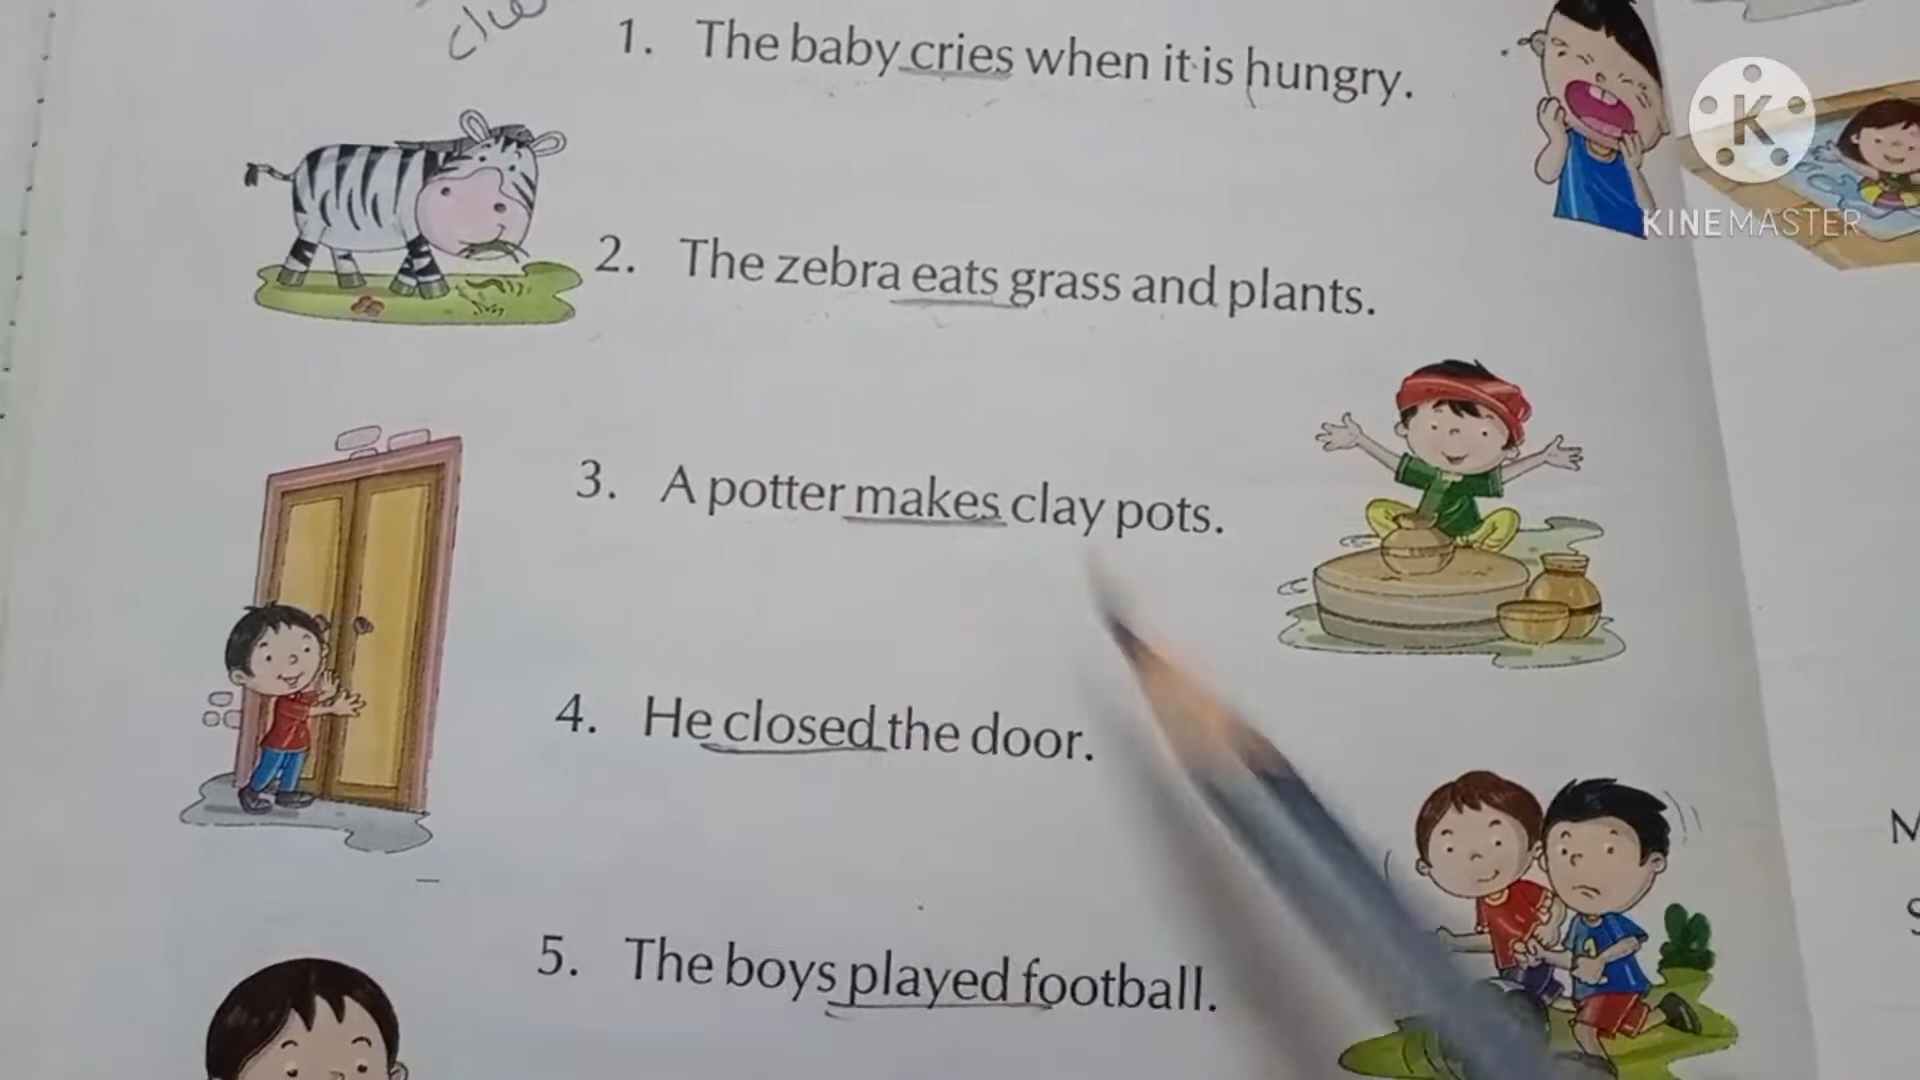 1. The baby cries when it is hungry.
K
KINEMASTER
2. The zebra eats grass and plants.
3. A potter makes clay pots.
4. He closed the door.
5. The boys played football.